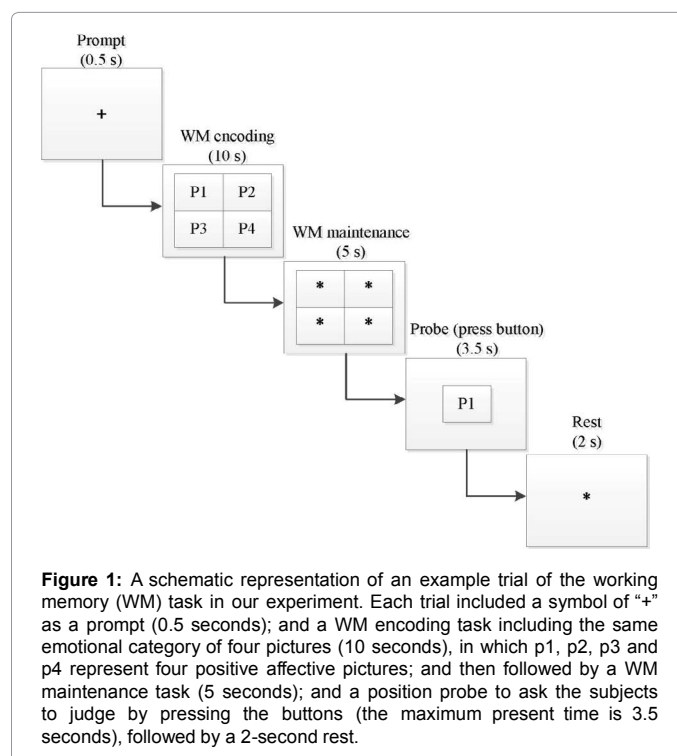 Prompt
(0.5 s)
+
WM encoding
(10 s)
P1 P2
P3 P4
WM maintenance
(5 s)
* *
* *
Probe (press button)
(3.5 s)
P1
Rest
(2 s)
*
Figure 1: A schematic representation of an example trial of the working
memory (WM) task in our experiment. Each trial included a symbol of “+”
as a prompt (0.5 seconds); and a WM encoding task including the same
emotional category of four pictures (10 seconds), in which p1, p2, p3 and
p4 represent four positive affective pictures; and then followed by a WM
maintenance task (5 seconds); and a position probe to ask the subjects
to judge by pressing the buttons (the maximum present time is 3.5
seconds), followed by a 2-second rest.